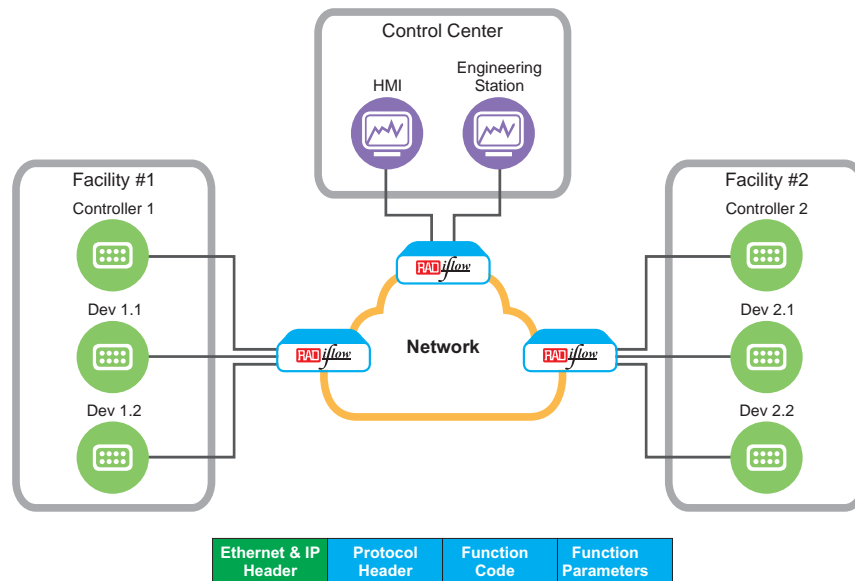 Control Center
HMI
Engineering
Station
Facility #1
Controller 1
Dev 1.1
Dev 1.2
RAD iflow
RAD iflow
RAD iflow
Network
Facility #2
Controller 2
Dev 2.1
Dev 2.2
Ethernet & IP
Header
Protocol
Header
Function
Code
Function
Parameters